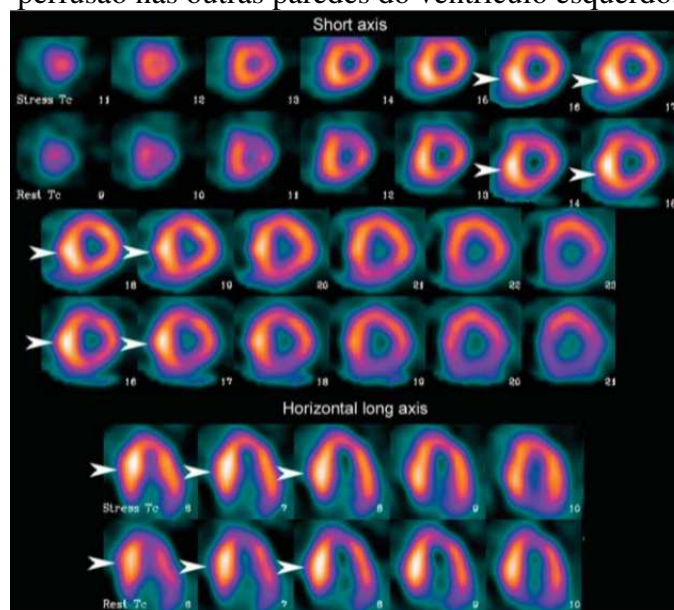 perfusão nas outras paredes do ventrículo esquerdo.
Short axis
Stress Tc 11 12 13 14 15 16 17
Rest Tc 9 10 11 12 13 14 15
18 19 20 21 22 23
16 17 18 19 20 21
Horizontal long axis
Stress Tc 6 7 8 9 10
Rest Tc 6 7 8 9 10